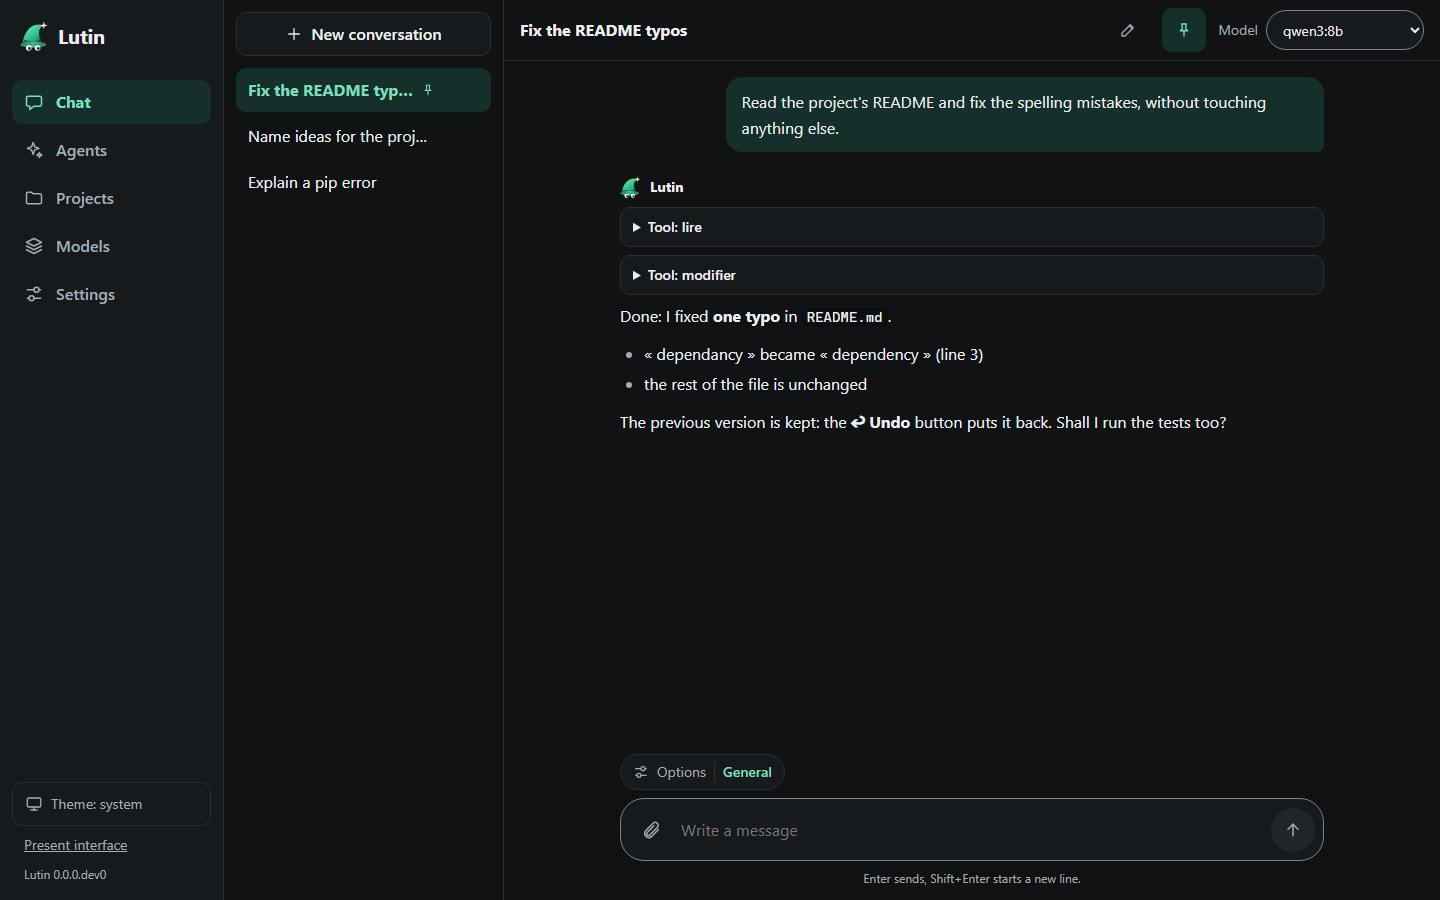 Lutin
Chat
Agents
Projects
Models
Settings
Theme: system
Present interface
Lutin 0.0.0.dev0
New conversation
Fix the README typ...
Name ideas for the proj...
Explain a pip error
Fix the README typos
Model
qwen3:8b
Read the project's README and fix the spelling mistakes, without touching
anything else.
Lutin
Tool: lire
Tool: modifier
Done: I fixed one typo in README.md.
« dependancy » became « dependency » (line 3)
the rest of the file is unchanged
The previous version is kept: the ↩ Undo button puts it back. Shall I run the tests too?
Options General
Write a message
Enter sends, Shift+Enter starts a new line.